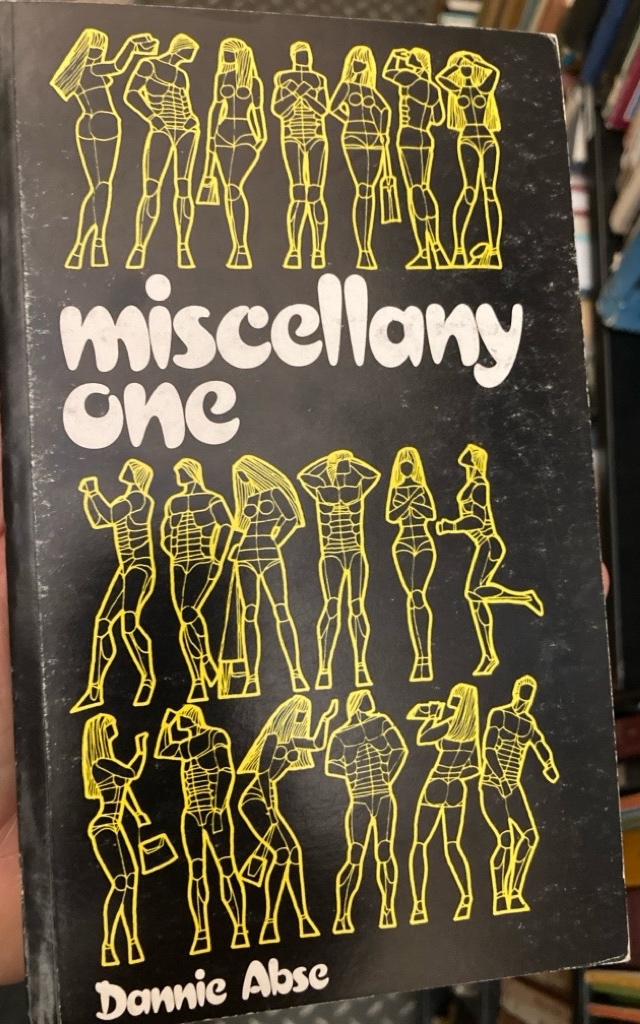 miscellany
one
Dannie Abse